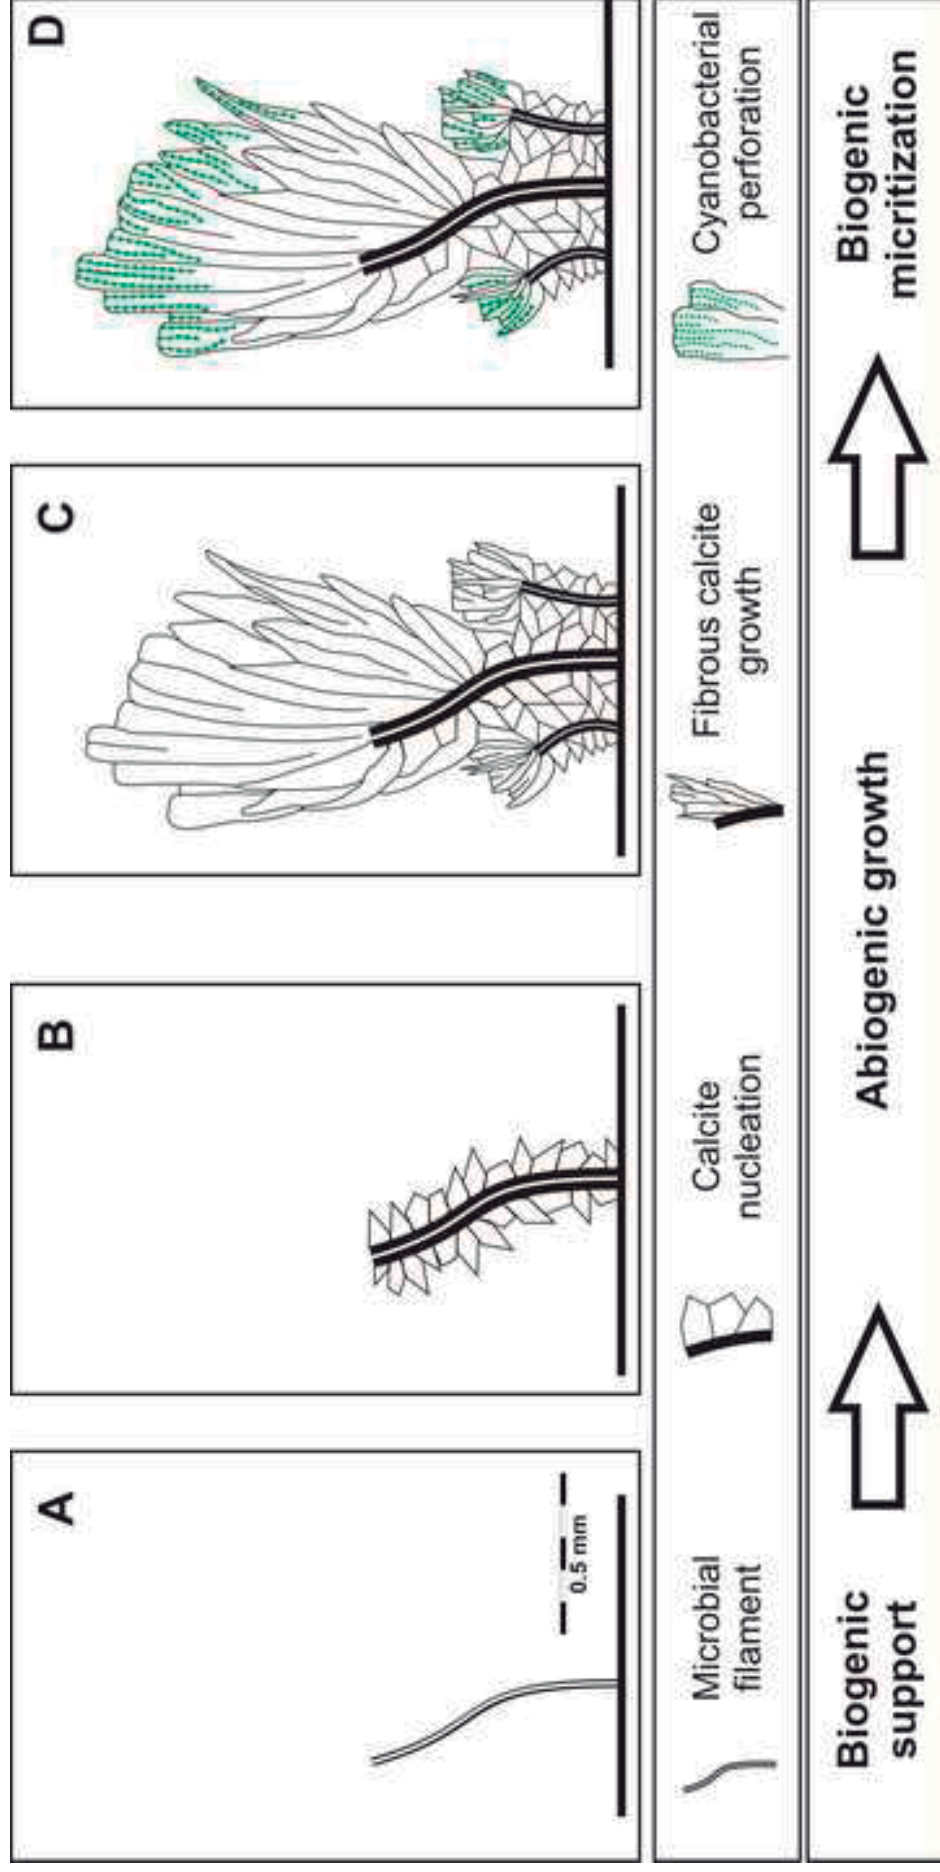 A
B
C
D
0.5 mm
Microbial
filament
Calcite
nucleation
Fibrous calcite
growth
Cyanobacterial
perforation
Biogenic
support
Abiogenic growth
Biogenic
micritization